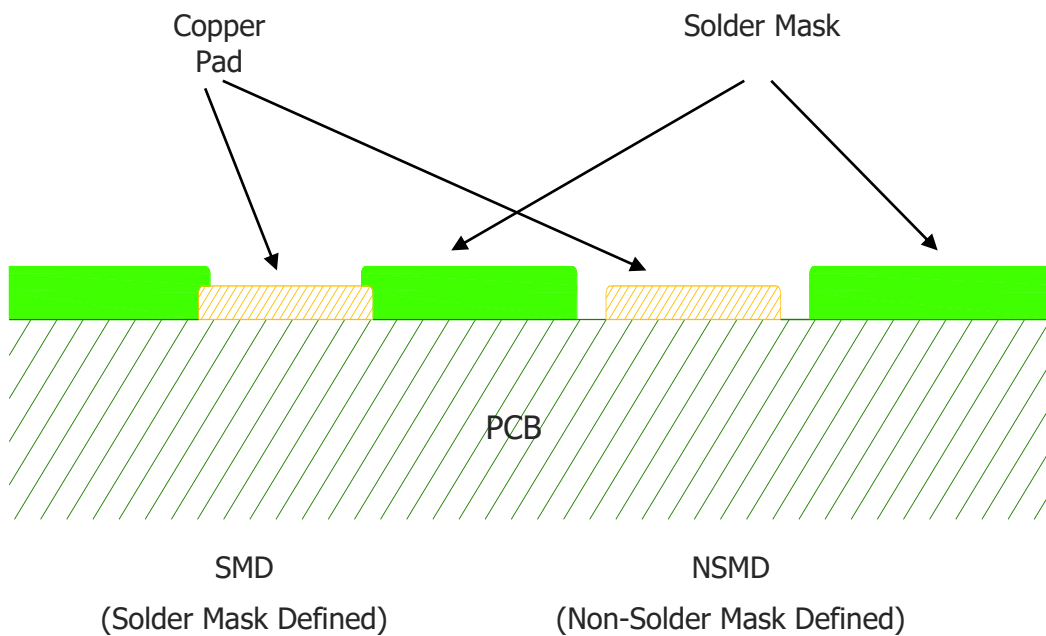 Copper
Pad
Solder Mask
PCB
SMD
(Solder Mask Defined)
NSMD
(Non-Solder Mask Defined)